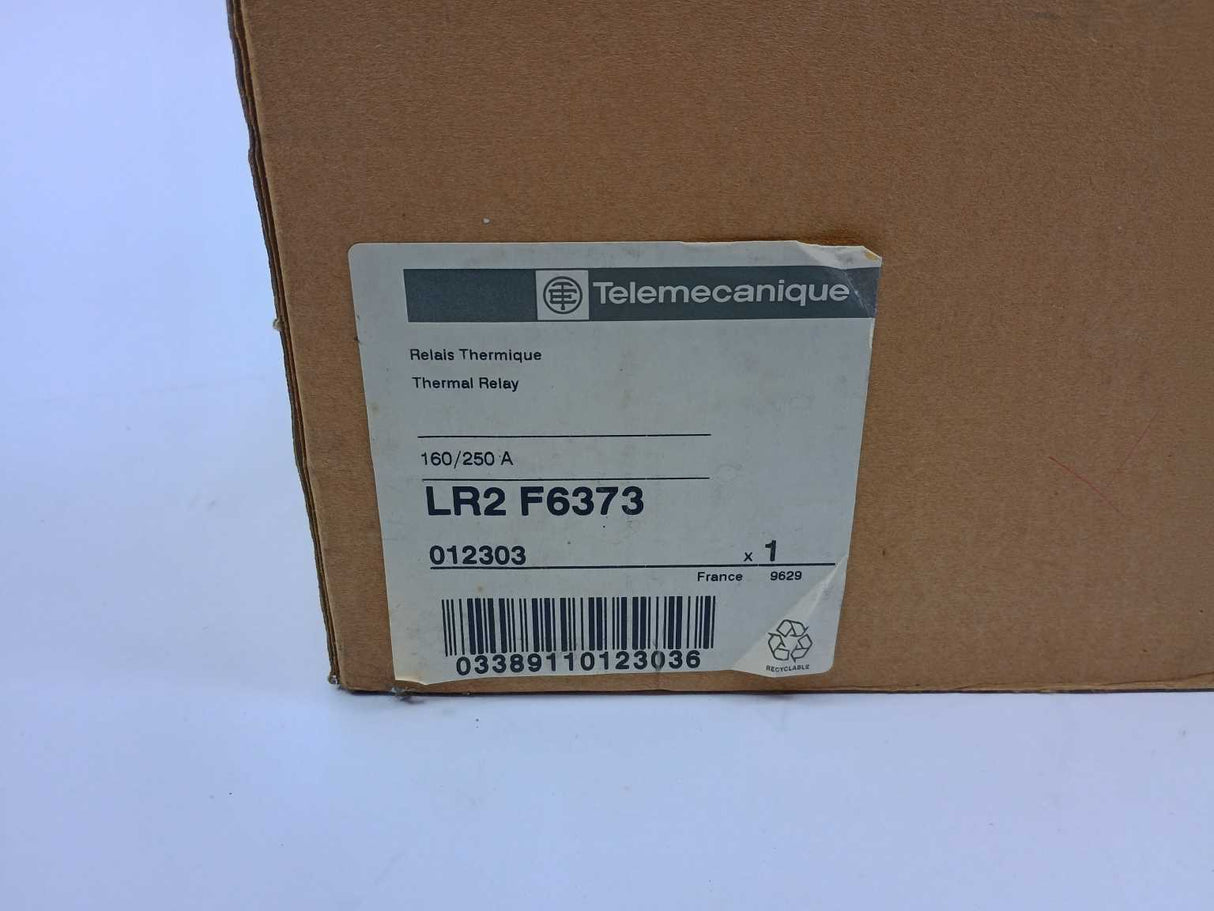 Telemecanique
Relais Thermique
Thermal Relay
160/250 A
LR2 F6373
012303 x 1
France 9629
03389110123036
RECYCLABLE